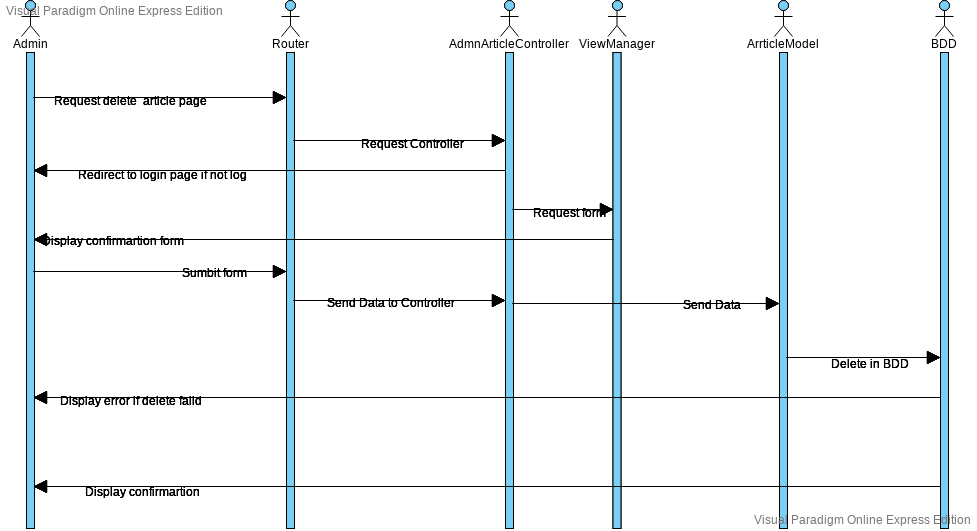 Visual Paradigm Online Express Edition
Admin
Router
AdmnArticleController
ViewManager
ArrticleModel
BDD
Request delete article page
Request Controller
Redirect to login page if not log
Request form
Display confirmartion form
Sumbit form
Send Data to Controller
Send Data
Delete in BDD
Display error if delete faild
Display confirmartion
Visual Paradigm Online Express Edition